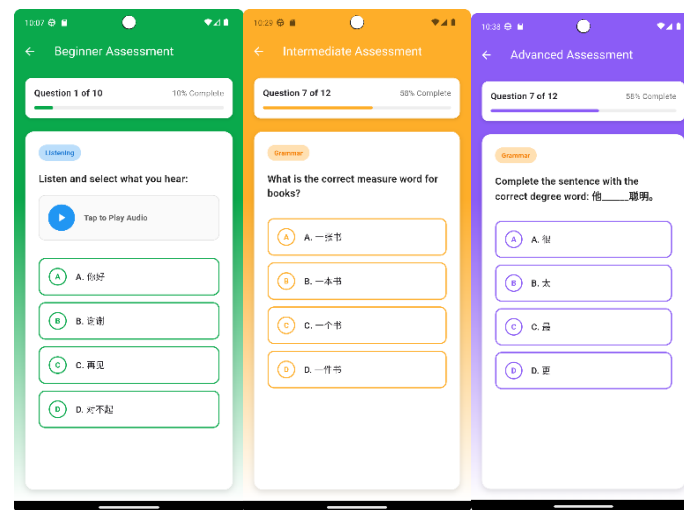 10:07
Beginner Assessment
Question 1 of 10
10% Complete
Listening
Listen and select what you hear:
Tap to Play Audio
A
A. 你好
B
B. 谢谢
C
C. 再见
D
D. 对不起
10:29
Intermediate Assessment
Question 7 of 12
58% Complete
Grammar
What is the correct measure word for
books?
A
A. 一张书
B
B. 一本书
C
C. 一个书
D
D. 一件书
10:38
Advanced Assessment
Question 7 of 12
58% Complete
Grammar
Complete the sentence with the
correct degree word: 他_____聪明。
A
A. 很
B
B. 太
C
C. 最
D
D. 更